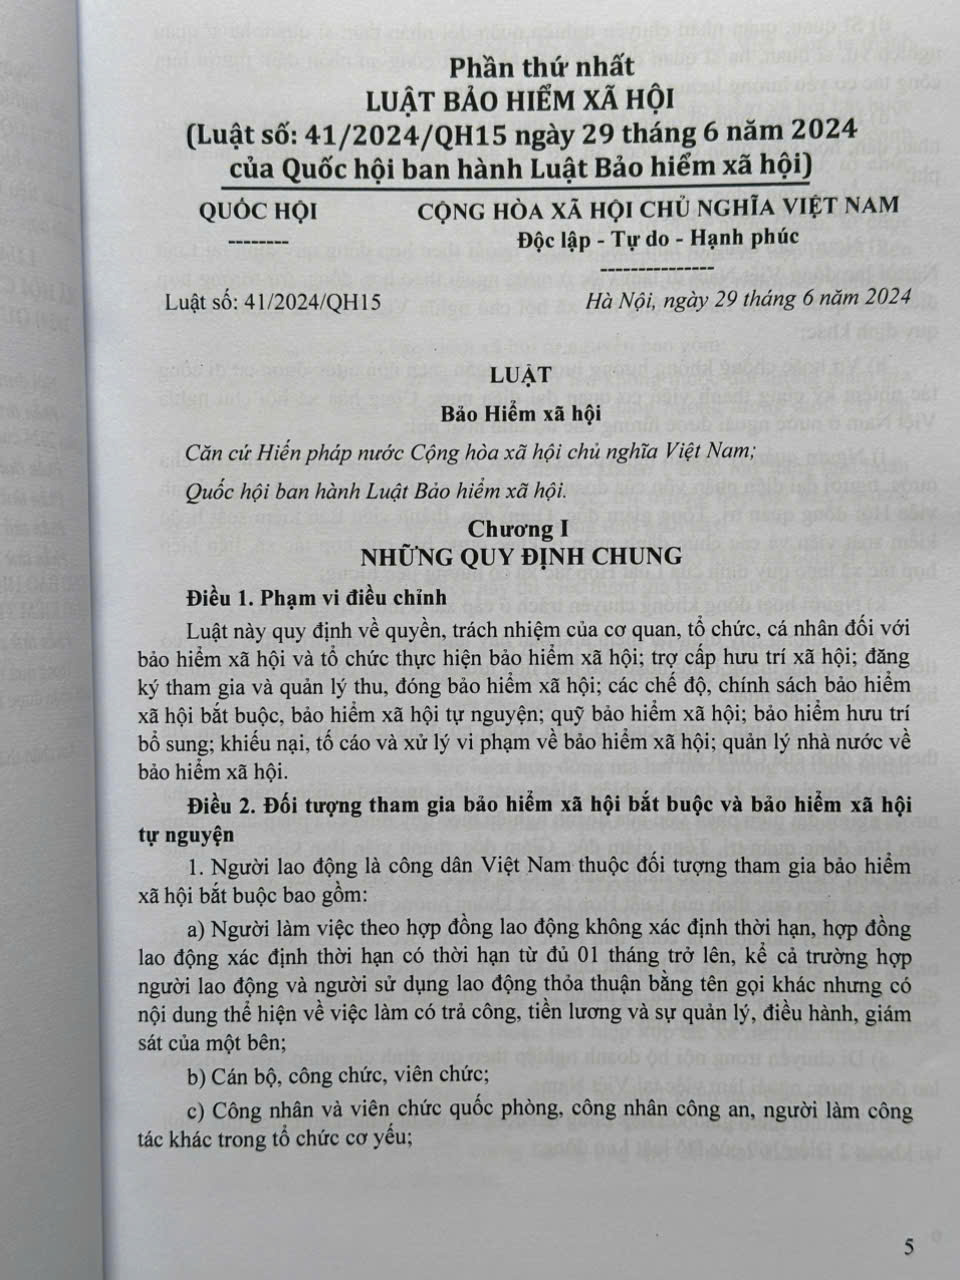 Phần thứ nhất
LUẬT BẢO HIỂM XÃ HỘI
(Luật số: 41/2024/QH15 ngày 29 tháng 6 năm 2024
của Quốc hội ban hành Luật Bảo hiểm xã hội)
QUỐC HỘI
CỘNG HÒA XÃ HỘI CHỦ NGHĨA VIỆT NAM
--------
Độc lập - Tự do - Hạnh phúc
---------------
Luật số: 41/2024/QH15
Hà Nội, ngày 29 tháng 6 năm 2024
LUẬT
Bảo Hiểm xã hội
Căn cứ Hiến pháp nước Cộng hòa xã hội chủ nghĩa Việt Nam;
Quốc hội ban hành Luật Bảo hiểm xã hội.
Chương I
NHỮNG QUY ĐỊNH CHUNG
Điều 1. Phạm vi điều chỉnh
Luật này quy định về quyền, trách nhiệm của cơ quan, tổ chức, cá nhân đối với
bảo hiểm xã hội và tổ chức thực hiện bảo hiểm xã hội; trợ cấp hưu trí xã hội; đăng
ký tham gia và quản lý thu, đóng bảo hiểm xã hội; các chế độ, chính sách bảo hiểm
xã hội bắt buộc, bảo hiểm xã hội tự nguyện; quỹ bảo hiểm xã hội; bảo hiểm hưu trí
bổ sung; khiếu nại, tố cáo và xử lý vi phạm về bảo hiểm xã hội; quản lý nhà nước về
bảo hiểm xã hội.
Điều 2. Đối tượng tham gia bảo hiểm xã hội bắt buộc và bảo hiểm xã hội
tự nguyện
1. Người lao động là công dân Việt Nam thuộc đối tượng tham gia bảo hiểm
xã hội bắt buộc bao gồm:
a) Người làm việc theo hợp đồng lao động không xác định thời hạn, hợp đồng
lao động xác định thời hạn có thời hạn từ đủ 01 tháng trở lên, kể cả trường hợp
người lao động và người sử dụng lao động thỏa thuận bằng tên gọi khác nhưng có
nội dung thể hiện về việc làm có trả công, tiền lương và sự quản lý, điều hành, giám
sát của một bên;
b) Cán bộ, công chức, viên chức;
c) Công nhân và viên chức quốc phòng, công nhân công an, người làm công
tác khác trong tổ chức cơ yếu;
5